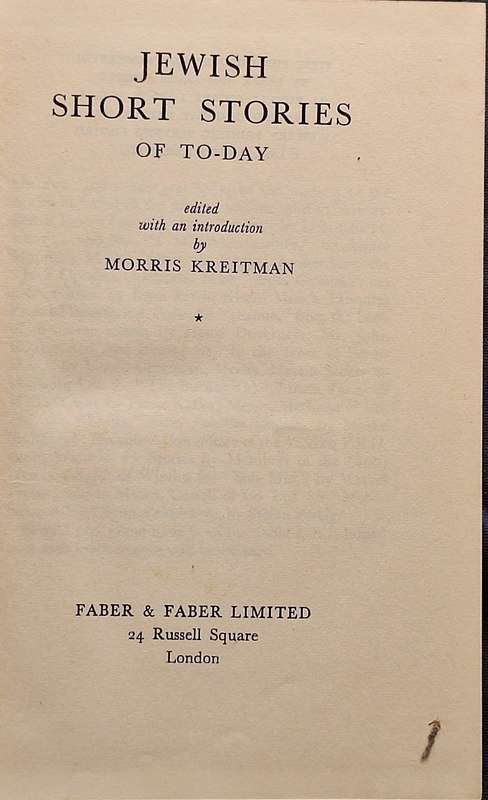 JEWISH
SHORT STORIES
OF TO-DAY
edited
with an introduction
by
MORRIS KREITMAN
★
FABER & FABER LIMITED
24 Russell Square
London